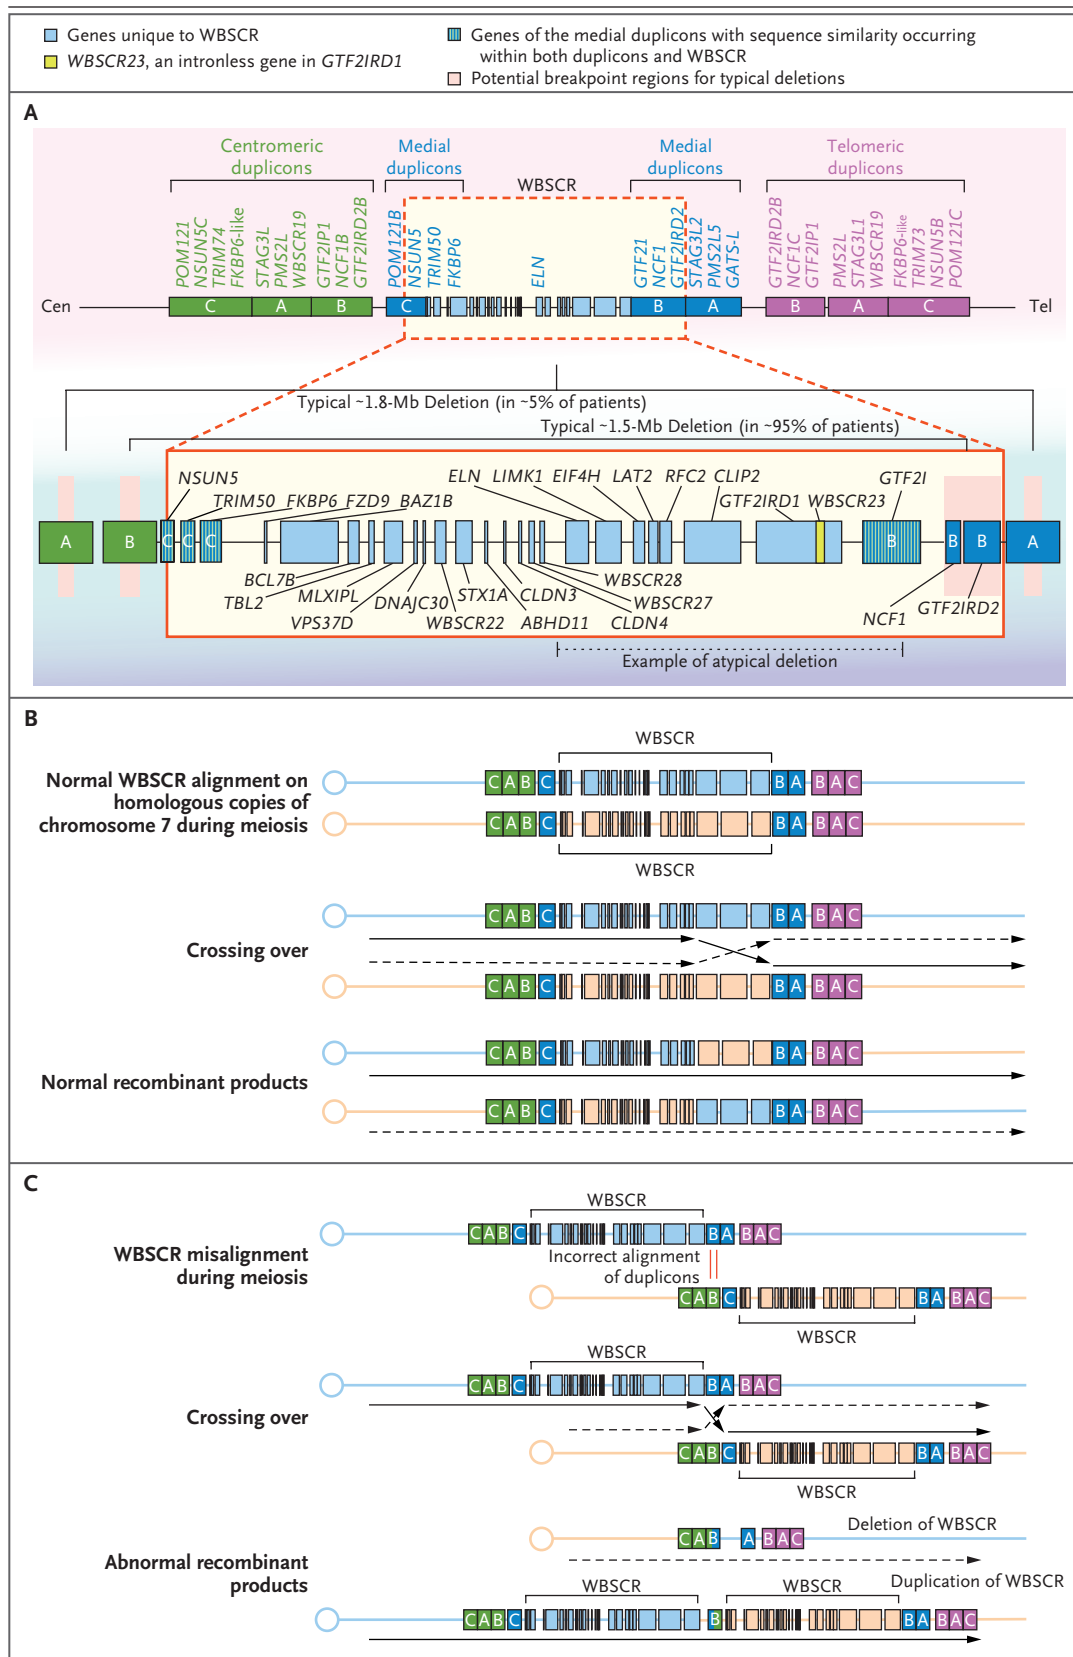 Genes unique to WBSCR
WBSCR23, an intronless gene in GTF2IRD1
Genes of the medial duplicons with sequence similarity occurring
within both duplicons and WBSCR
Potential breakpoint regions for typical deletions
A
Centromeric
duplicons
Medial
duplicons
WBSCR
Medial
duplicons
Telomeric
duplicons
POM121
NSUN5C
TRIM74
FKBP6-like
STAG3L
PMS2L
WBSCR19
GTF2IP1
NCF1B
GTF2IRD2B
POM121B
NSUN5
TRIM50
FKBP6
ELN
GTF21
NCF1
GTF2IRD2
STAG3L2
PMS2L5
GATS-L
GTF2IRD2B
NCF1C
GTF2IP1
PMS2L
STAG3L1
WBSCR19
FKBP6-like
TRIM73
NSUN5B
POM121C
Cen C A B C B A B A C Tel
Typical ~1.8-Mb Deletion (in ~5% of patients)
Typical ~1.5-Mb Deletion (in ~95% of patients)
NSUN5 ELN LIMK1 EIF4H LAT2 RFC2 CLIP2 GTF2I
TRIM50 FKBP6 FZD9 BAZ1B GTF2IRD1 WBSCR23
A B C C C B B B A
BCL7B WBSCR28
TBL2 MLXIPL DNAJC30 STX1A CLDN3 WBSCR27 GTF2IRD2
VPS37D WBSCR22 ABHD11 CLDN4 NCF1
Example of atypical deletion
B
WBSCR
Normal WBSCR alignment on
homologous copies of
chromosome 7 during meiosis
C A B C B A B A C
C A B C B A B A C
WBSCR
C A B C B A B A C
Crossing over
C A B C B A B A C
C A B C B A B A C
Normal recombinant products
C A B C B A B A C
C
WBSCR
C A B C B A B A C
WBSCR misalignment
during meiosis
Incorrect alignment
of duplicons
C A B C B A B A C
WBSCR
WBSCR
C A B C B A B A C
Crossing over
C A B C B A B A C
WBSCR
Deletion of WBSCR
C A B A B A C
Abnormal recombinant
products
Duplication of WBSCR
WBSCR WBSCR
C A B C B B A B A C